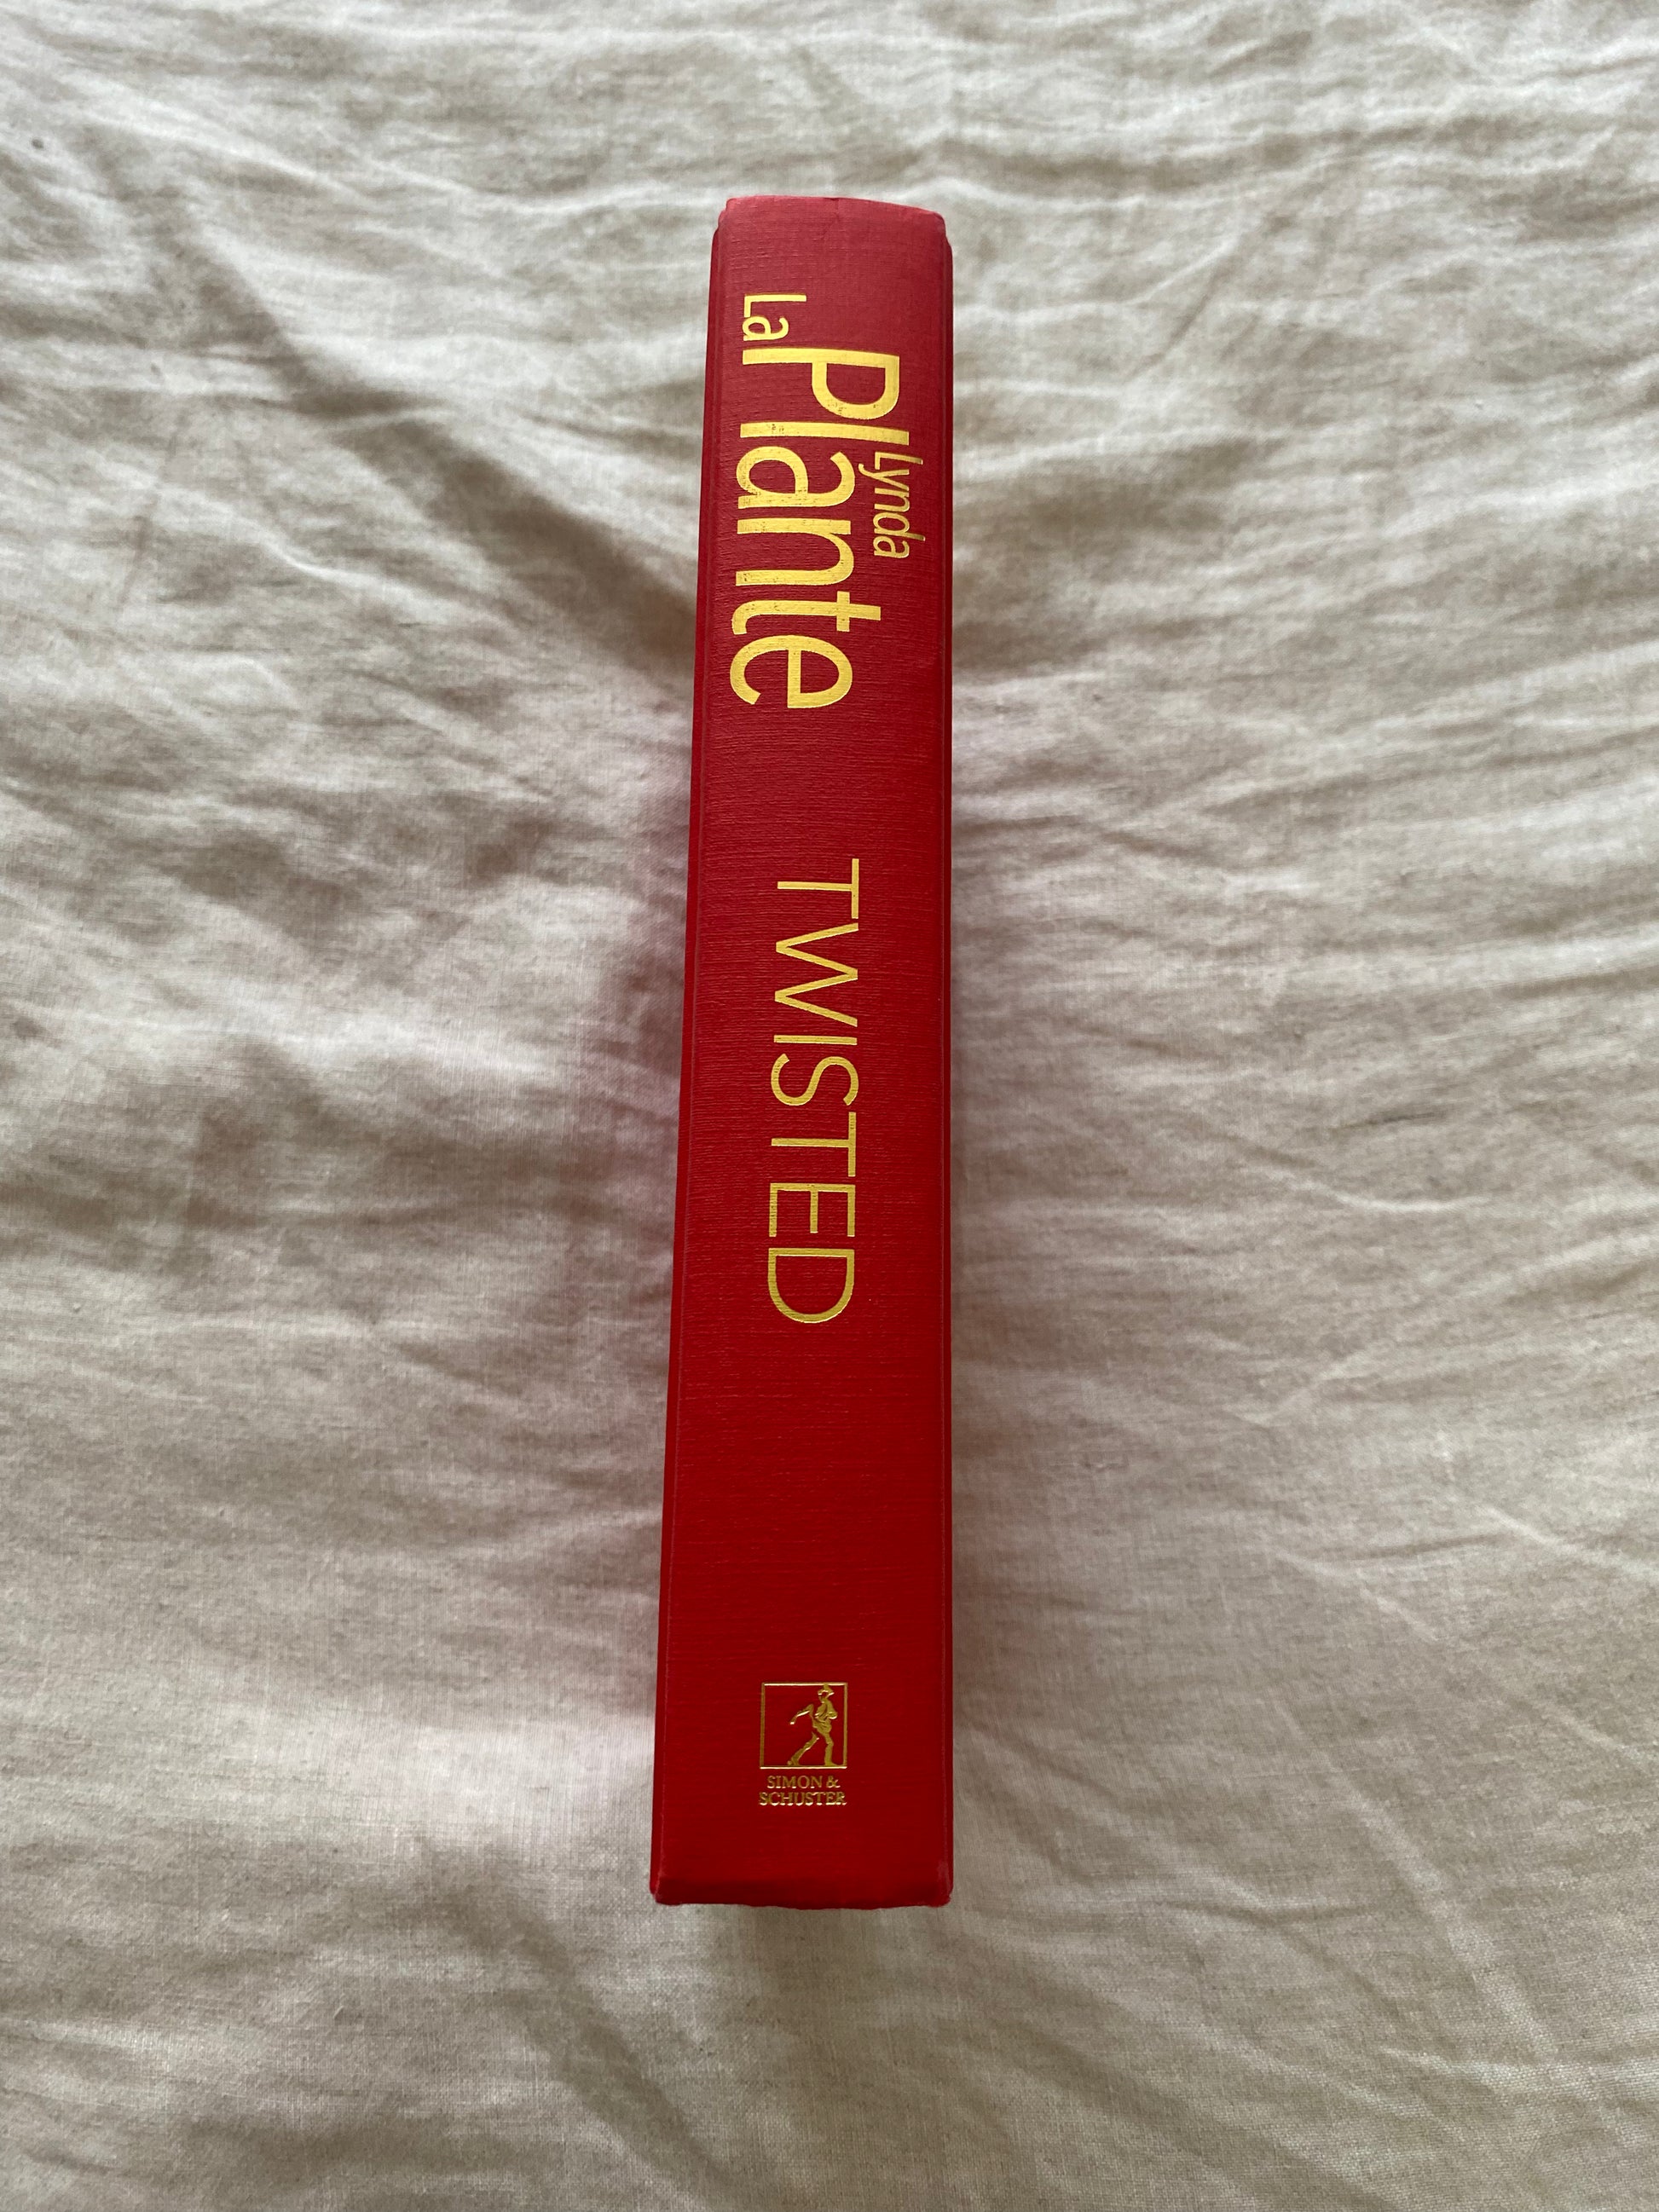 Lynda
La Plante
TWISTED
SIMON &
SCHUSTER